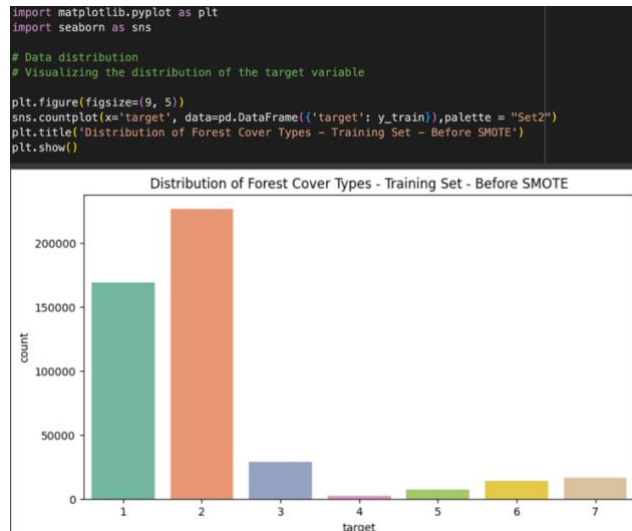 import matplotlib.pyplot as plt
import seaborn as sns
# Data distribution
# Visualizing the distribution of the target variable
plt.figure(figsize=(9, 5))
sns.countplot(x='target', data=pd.DataFrame({'target': y_train}),palette = "Set2")
plt.title('Distribution of Forest Cover Types – Training Set – Before SMOTE')
plt.show()
Distribution of Forest Cover Types - Training Set - Before SMOTE
200000
150000
100000
50000
0
count
1 2 3 4 5 6 7
target